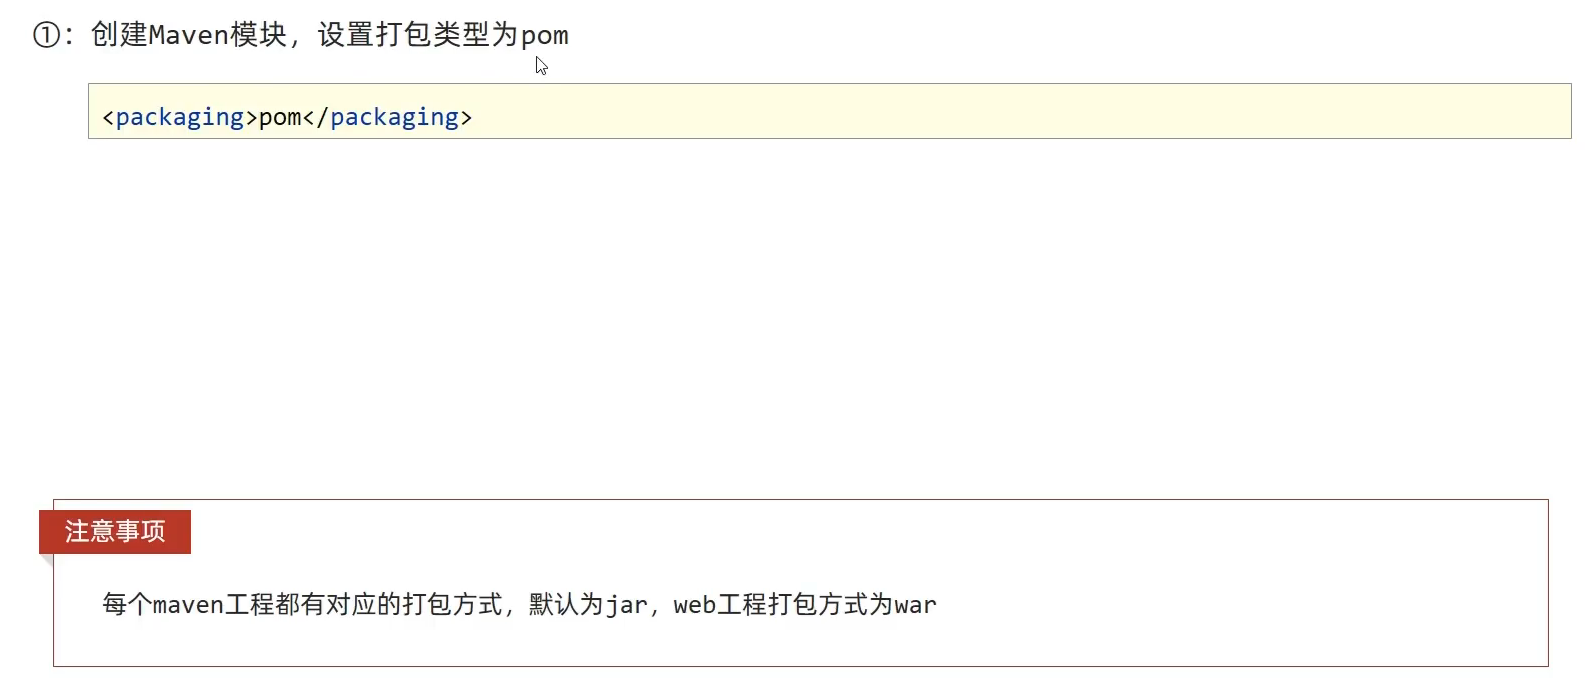 ①：创建Maven模块，设置打包类型为pom
<packaging>pom</packaging>
注意事项
每个maven工程都有对应的打包方式，默认为jar，web工程打包方式为war